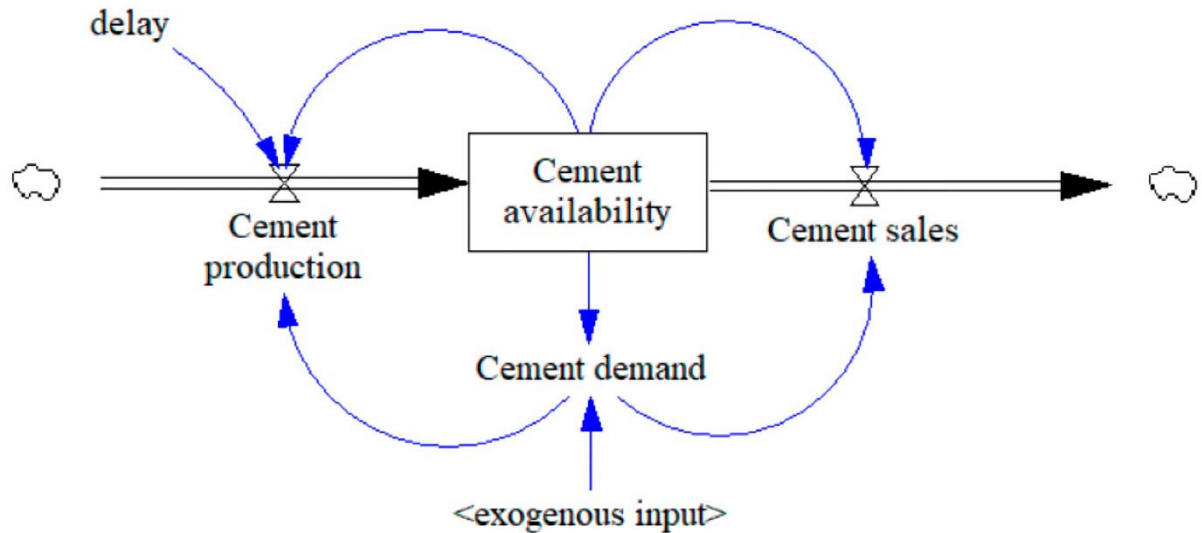 delay
Cement
availability
Cement
production
Cement sales
Cement demand
<exogenous input>